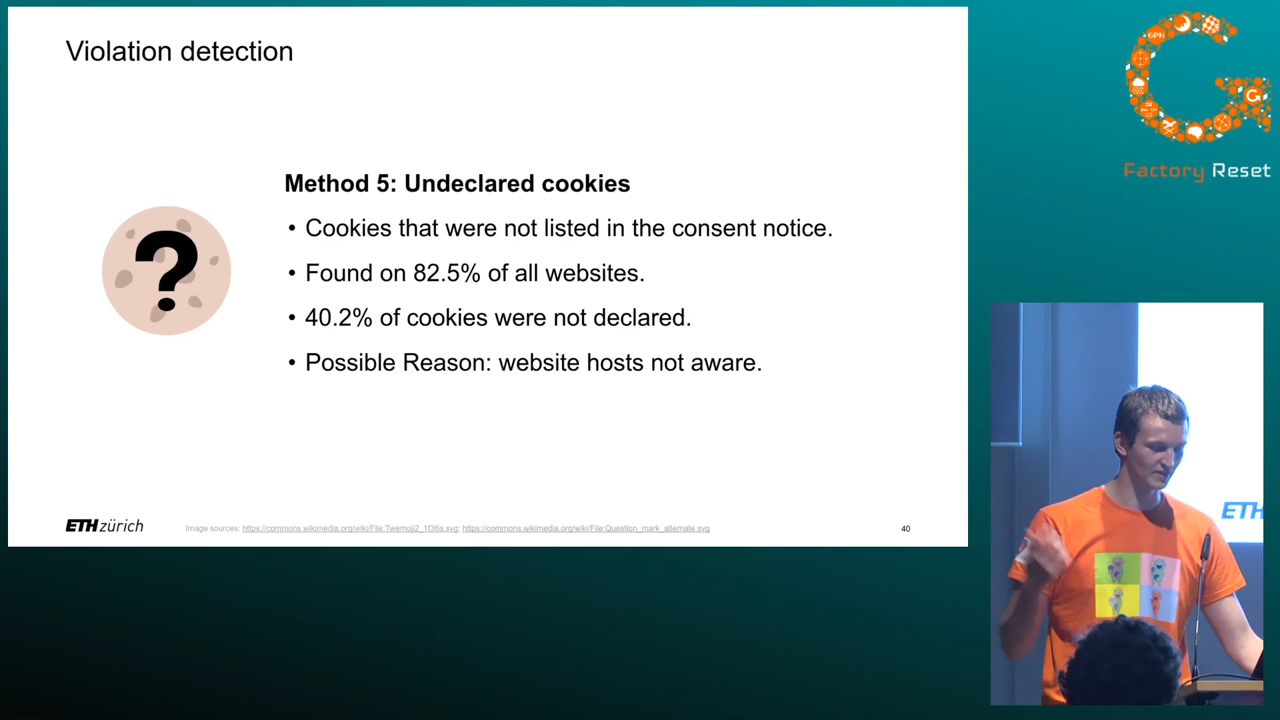 Violation detection
Method 5: Undeclared cookies
• Cookies that were not listed in the consent notice.
• Found on 82.5% of all websites.
• 40.2% of cookies were not declared.
• Possible Reason: website hosts not aware.
ETH zürich
Image sources: https://commons.wikimedia.org/wiki/File:Twemoji2_1f36a.svg; https://commons.wikimedia.org/wiki/File:Question_mark_alternate.svg
40
GPN
Factory Reset
ETH